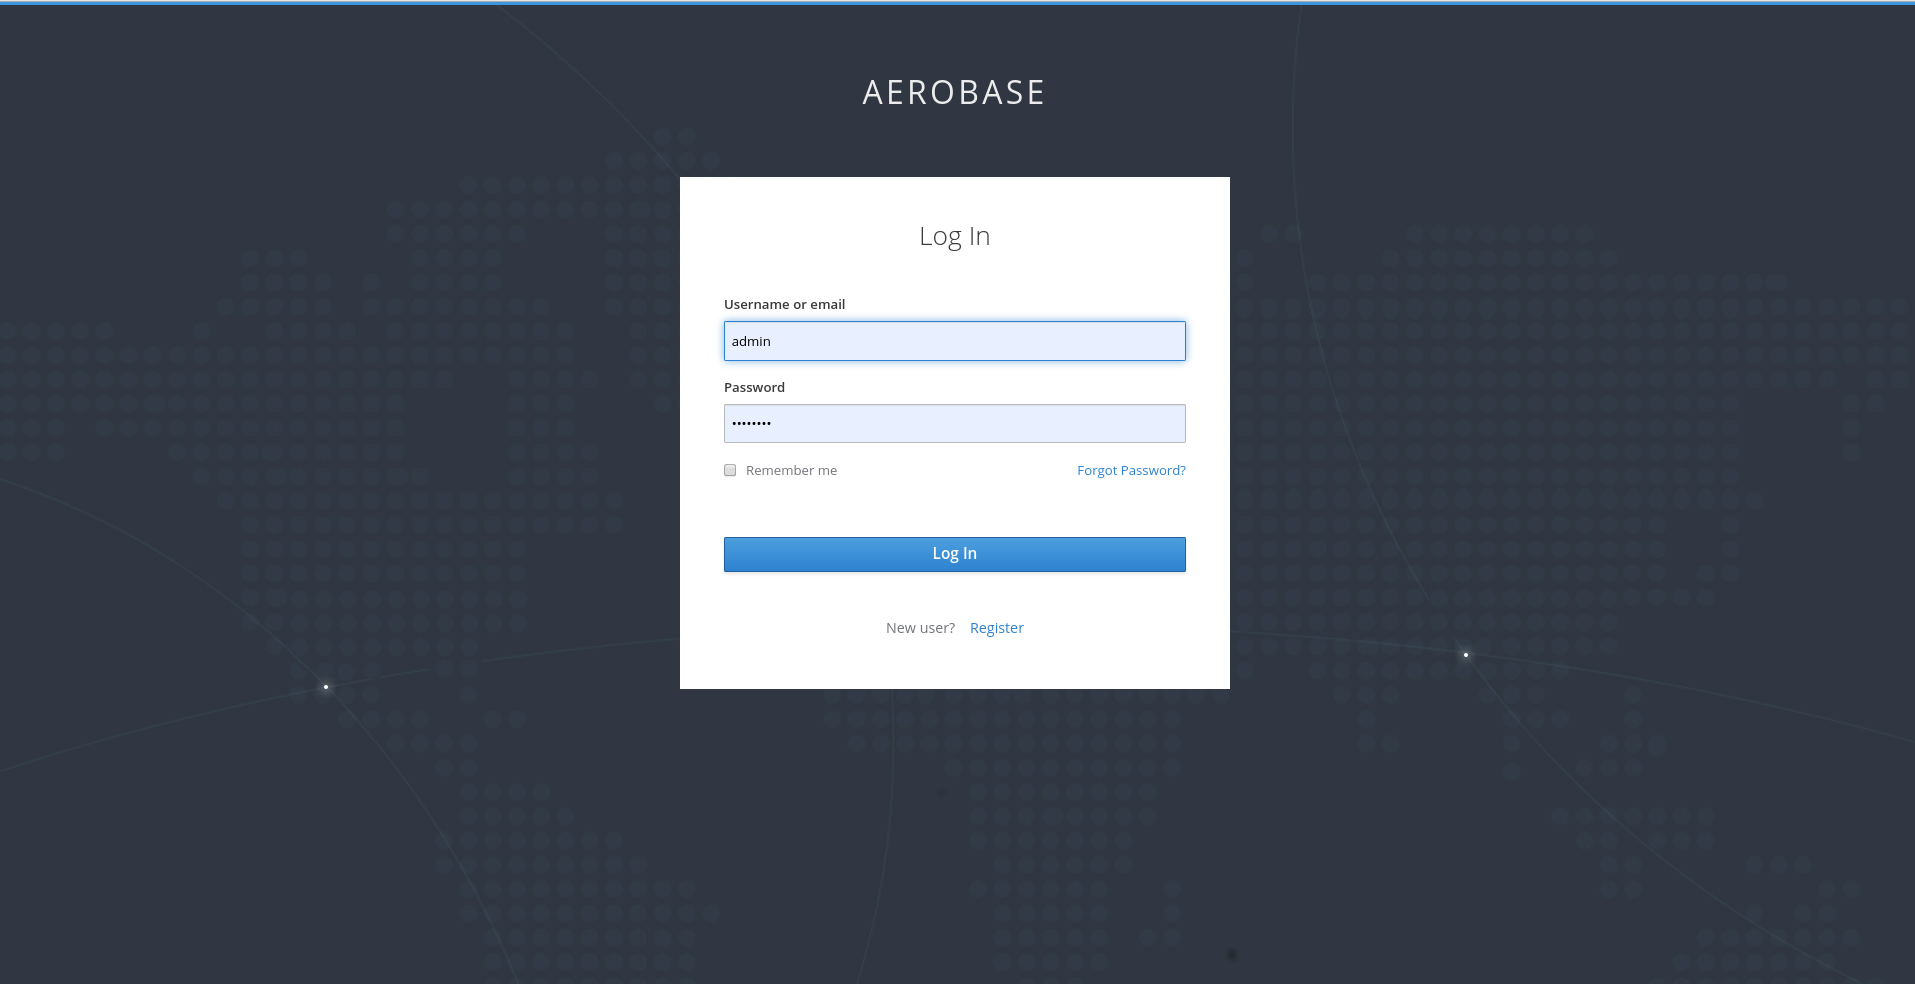 AEROBASE
Log In
Username or email
admin
Password
••••••••
Remember me Forgot Password?
Log In
New user? Register